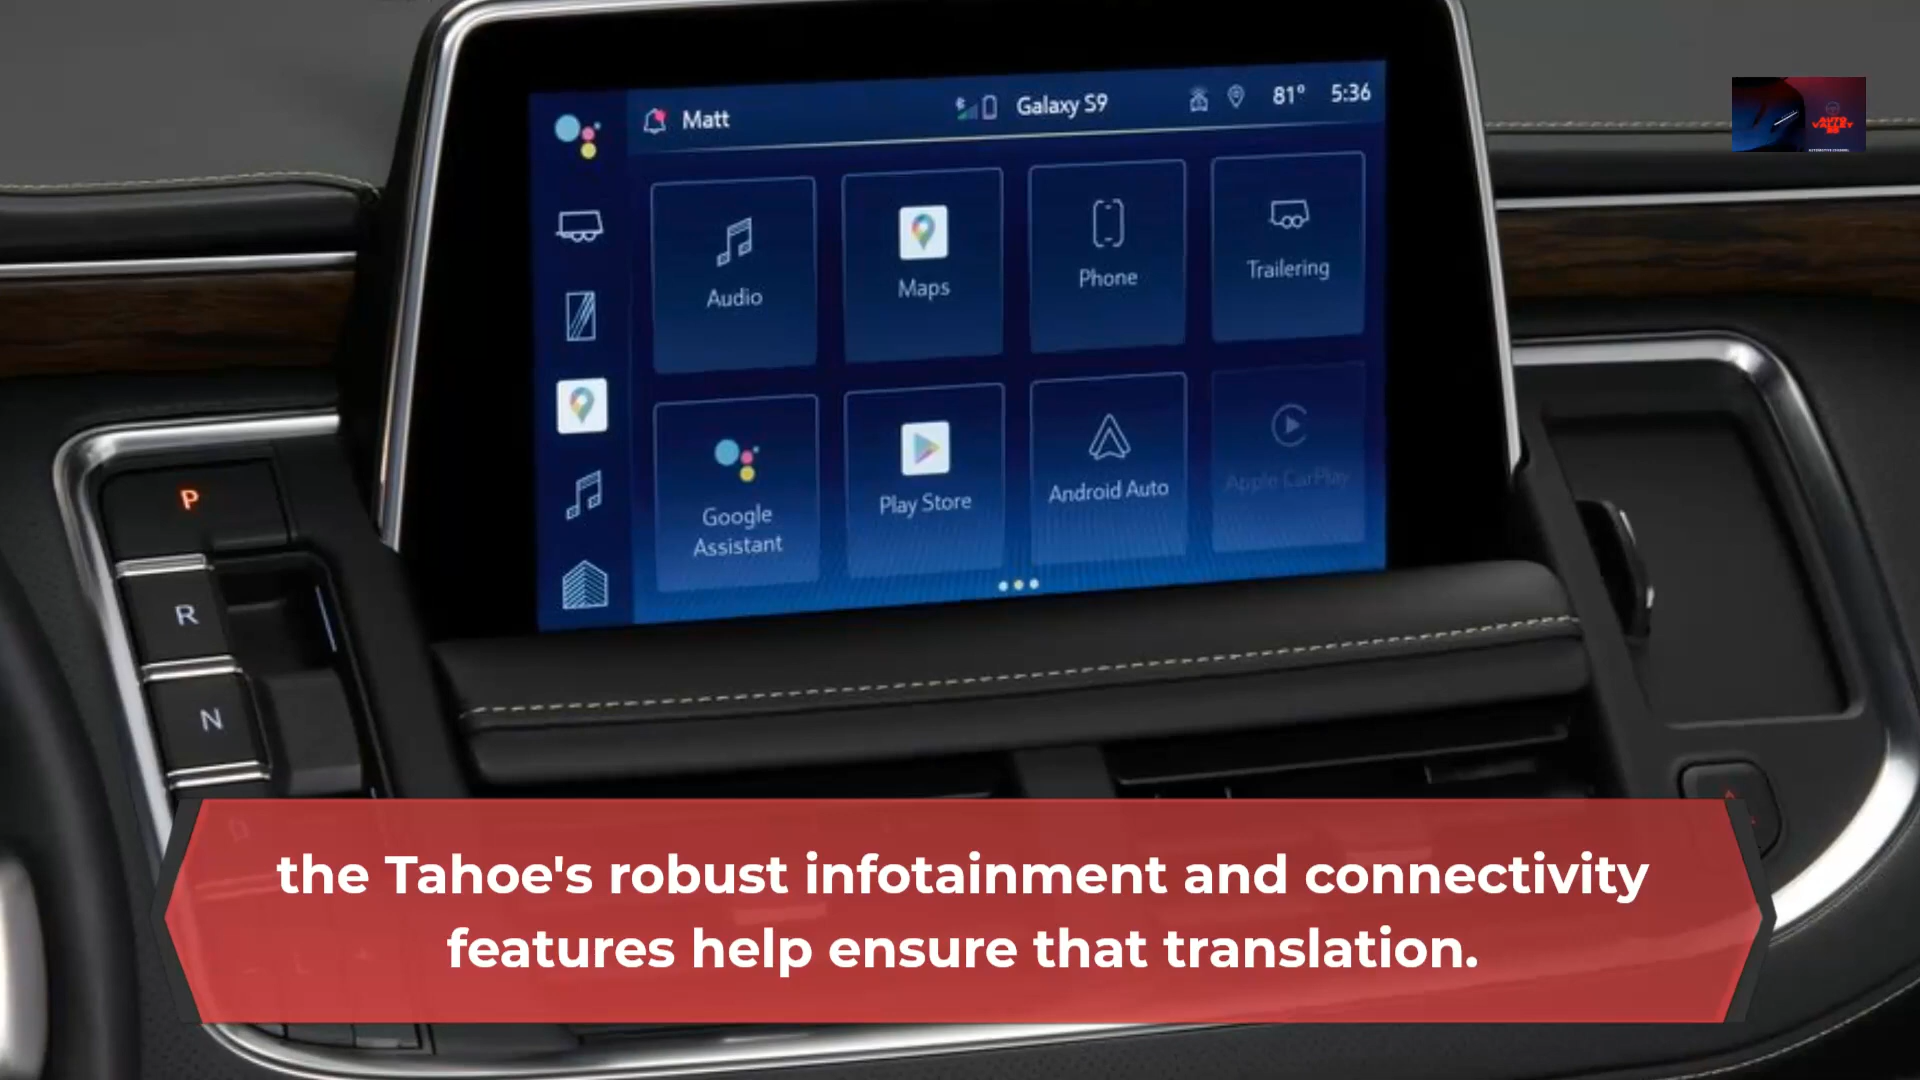 Matt
Galaxy S9
81° 5:36
Audio
Maps
Phone
Trailering
Google
Assistant
Play Store
Android Auto
Apple CarPlay
P
R
N
the Tahoe's robust infotainment and connectivity
features help ensure that translation.